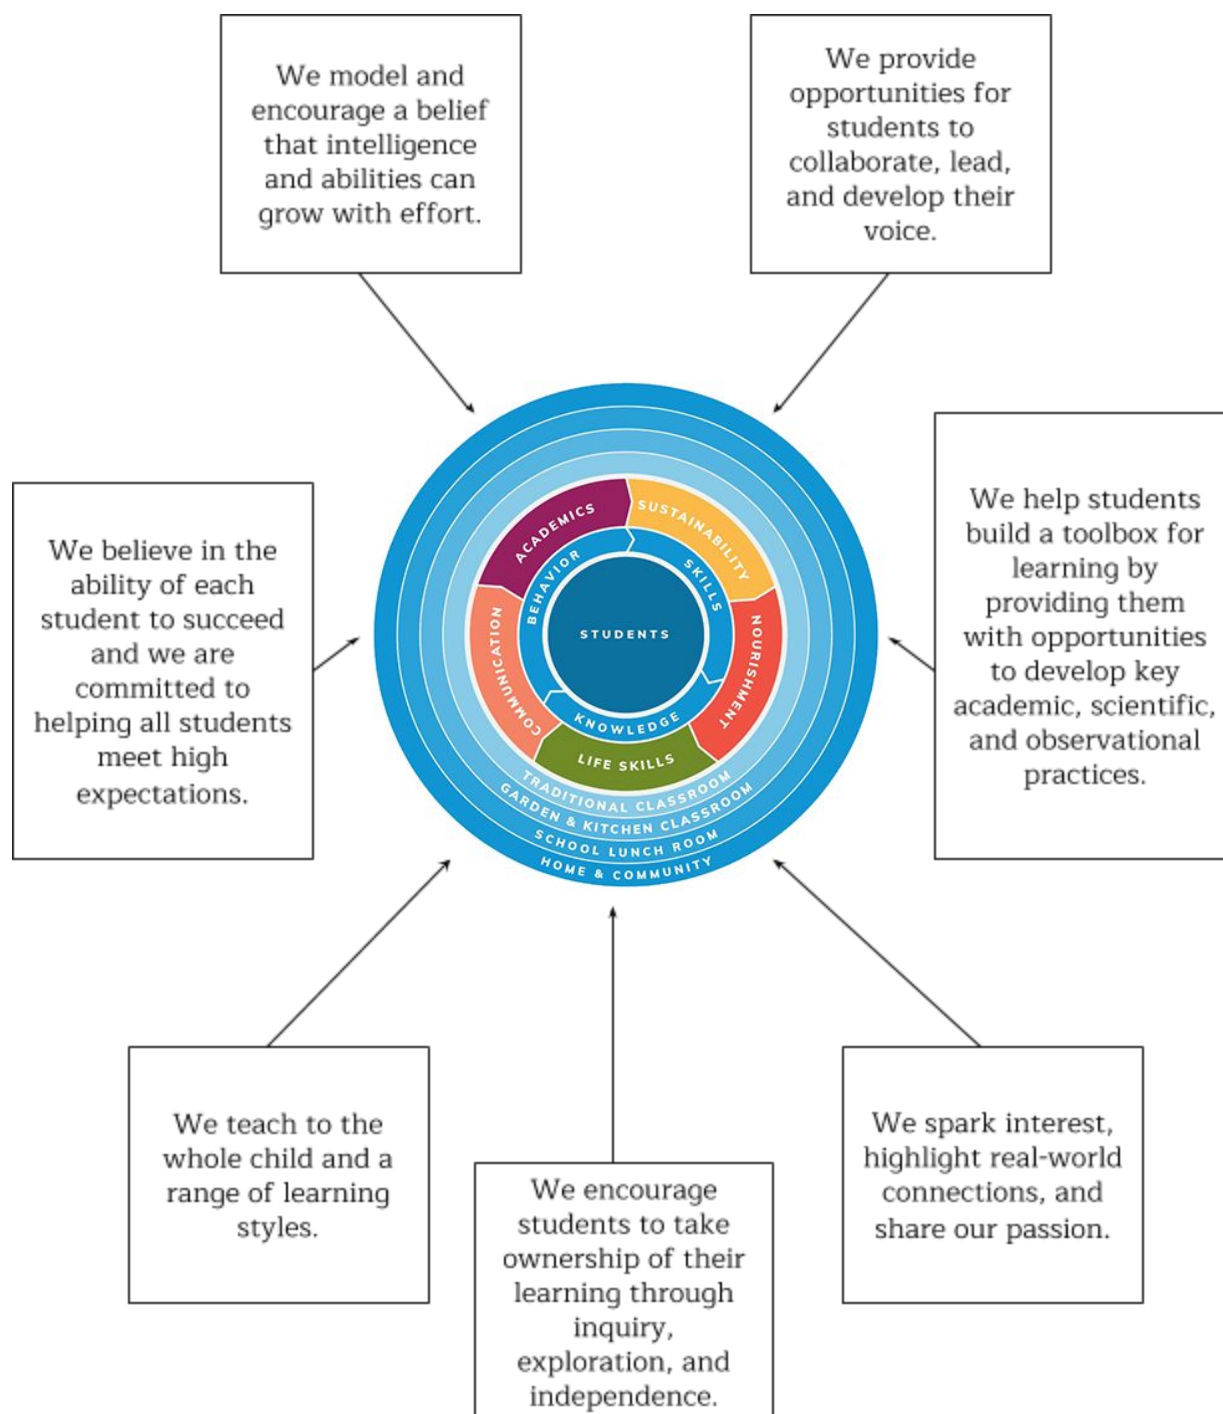 We model and
encourage a belief
that intelligence
and abilities can
grow with effort.
We provide
opportunities for
students to
collaborate, lead,
and develop their
voice.
We believe in the
ability of each
student to succeed
and we are
committed to
helping all students
meet high
expectations.
ACADEMICS
SUSTAINABILITY
NOURISHMENT
LIFE SKILLS
COMMUNICATION
BEHAVIOR
SKILLS
KNOWLEDGE
STUDENTS
TRADITIONAL CLASSROOM
GARDEN & KITCHEN CLASSROOM
SCHOOL LUNCH ROOM
HOME & COMMUNITY
We help students
build a toolbox for
learning by
providing them
with opportunities
to develop key
academic, scientific,
and observational
practices.
We teach to the
whole child and a
range of learning
styles.
We encourage
students to take
ownership of their
learning through
inquiry,
exploration, and
independence.
We spark interest,
highlight real-world
connections, and
share our passion.